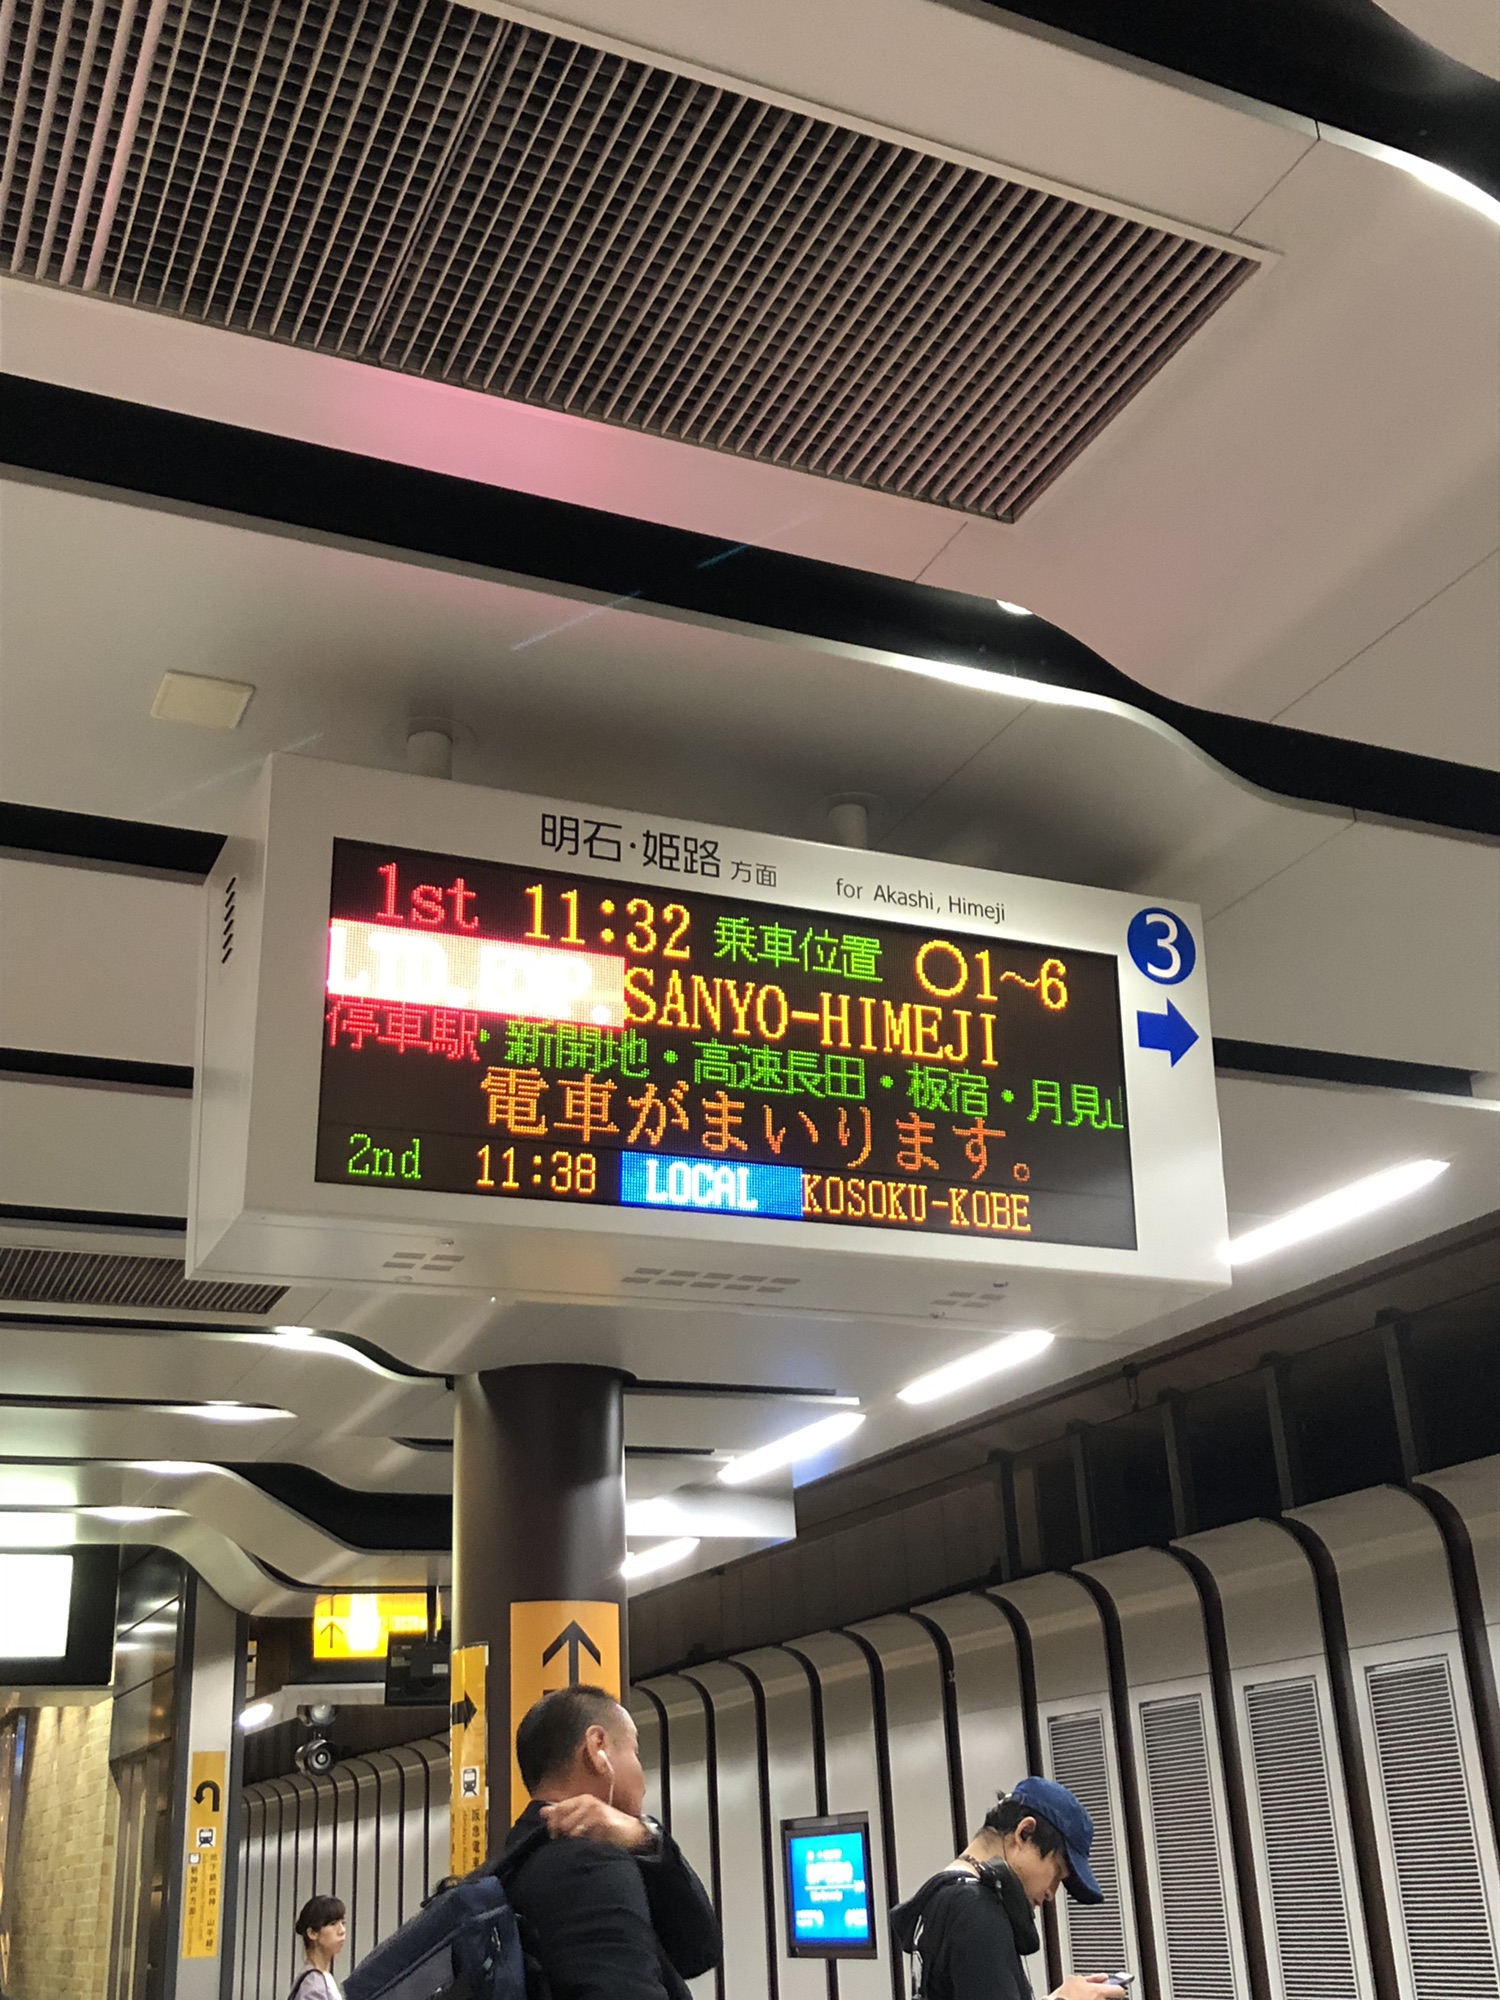 明石・姫路 方面 for Akashi, Himeji
3
1st 11:32 乗車位置 ○1~6
LTD.EXP. SANYO-HIMEJI
停車駅・新開地・高速長田・板宿・月見山
電車がまいります。
2nd 11:38 LOCAL KOSOKU-KOBE